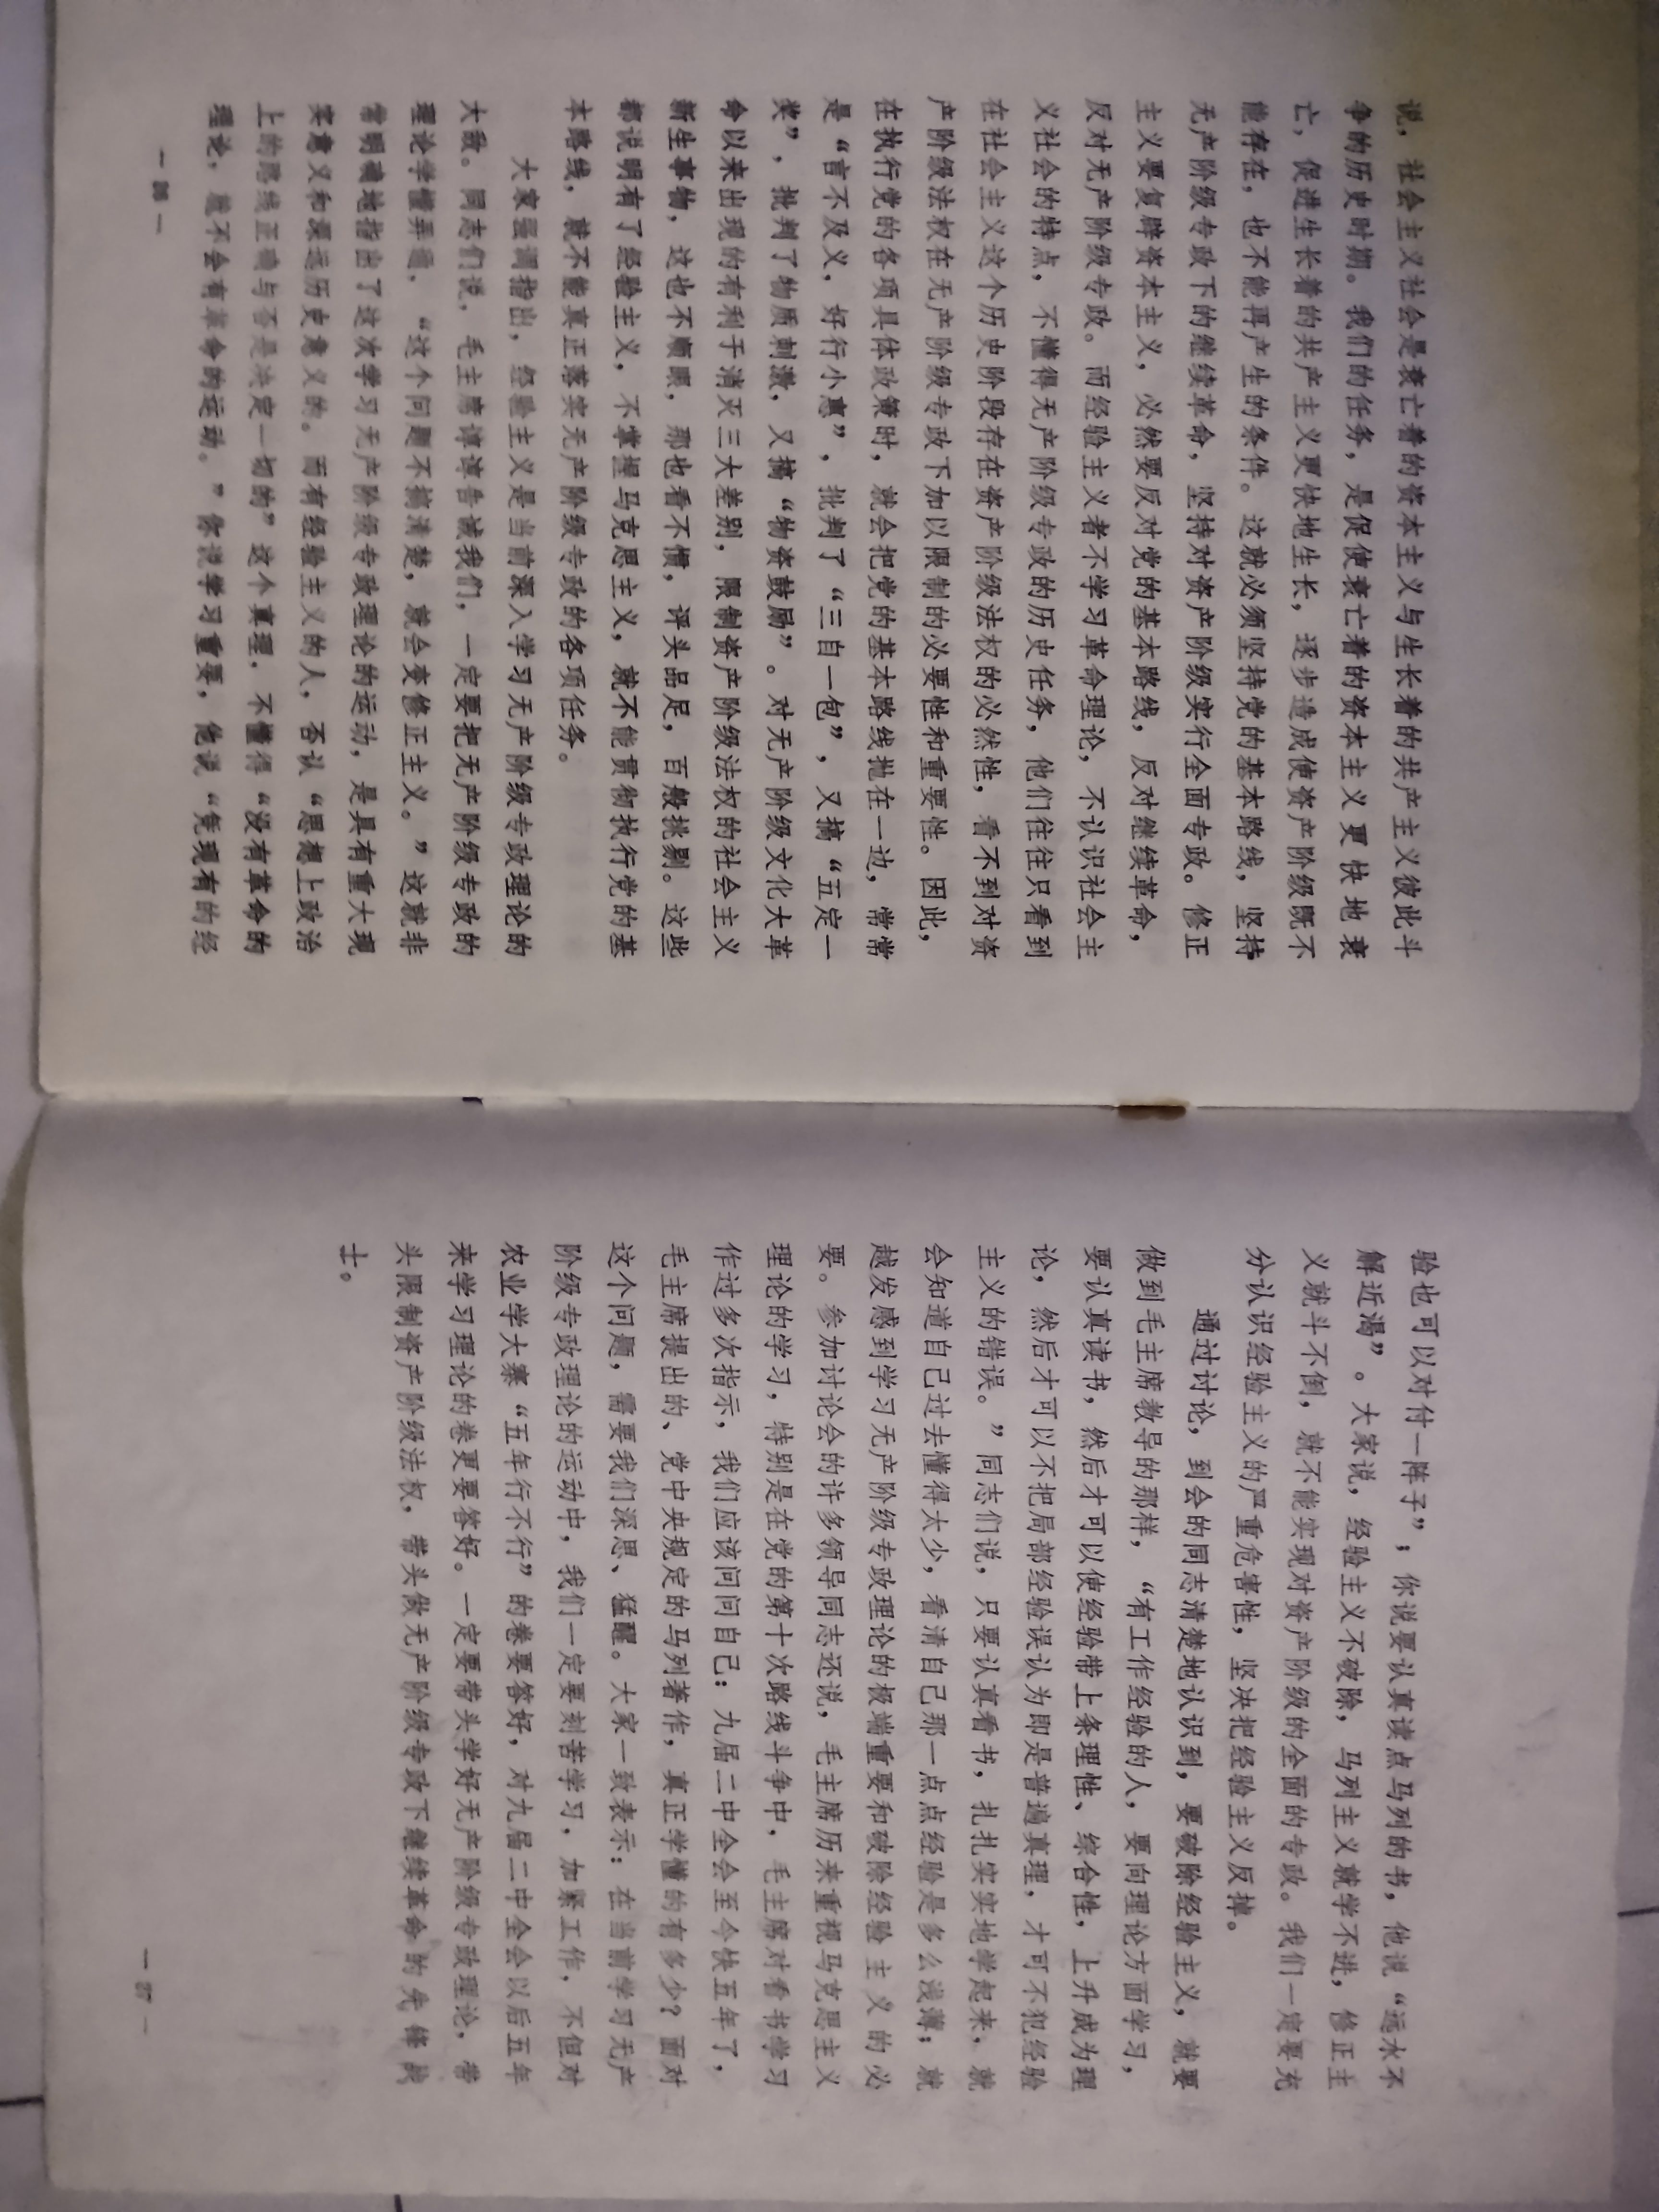 说，社会主义社会是衰亡着的资本主义与生长着的共产主义彼此斗
争的历史时期。我们的任务，是促使衰亡着的资本主义更快地衰
亡，促进生长着的共产主义更快地生长，逐步造成使资产阶级既不
能存在，也不能再产生的条件。这就必须坚持党的基本路线，坚持
无产阶级专政下的继续革命，坚持对资产阶级实行全面专政。修正
主义要复辟资本主义，必然要反对党的基本路线，反对继续革命，
反对无产阶级专政。而经验主义者不学习革命理论，不认识社会主
义社会的特点，不懂得无产阶级专政的历史任务，他们往往只看到
在社会主义这个历史阶段存在资产阶级法权的必然性，看不到对资
产阶级法权在无产阶级专政下加以限制的必要性和重要性。因此，
在执行党的各项具体政策时，就会把党的基本路线抛在一边，常常
是“言不及义，好行小惠”，批判了“三自一包”，又搞“五定一
奖”，批判了物质刺激，又搞“物资鼓励”。对无产阶级文化大革
命以来出现的有利于消灭三大差别，限制资产阶级法权的社会主义
新生事物，这也不顺眼，那也看不惯，评头品足，百般挑剔。这些
都说明有了经验主义，不掌握马克思主义，就不能贯彻执行党的基
本路线，就不能真正落实无产阶级专政的各项任务。
大家强调指出，经验主义是当前深入学习无产阶级专政理论的
大敌。同志们说，毛主席谆谆告诫我们，一定要把无产阶级专政的
理论学懂弄通，“这个问题不搞清楚，就会变修正主义。”这就非
常明确地指出了这次学习无产阶级专政理论的运动，是具有重大现
实意义和深远历史意义的。而有经验主义的人，否认“思想上政治
上的路线正确与否是决定一切的”这个真理，不懂得“没有革命的
理论，就不会有革命的运动。”你说学习重要，他说“凭现有的经
— 26 —
验也可以对付一阵子”；你说要认真读点马列的书，他说“远水不
解近渴”。大家说，经验主义不破除，马列主义就学不进，修正主
义就斗不倒，就不能实现对资产阶级的全面的专政。我们一定要充
分认识经验主义的严重危害性，坚决把经验主义反掉。
通过讨论，到会的同志清楚地认识到，要破除经验主义，就要
做到毛主席教导的那样，“有工作经验的人，要向理论方面学习，
要认真读书，然后才可以使经验带上条理性、综合性，上升成为理
论，然后才可以不把局部经验误认为即是普遍真理，才可不犯经验
主义的错误。”同志们说，只要认真看书，扎扎实实地学起来，就
会知道自己过去懂得太少，看清自己那一点点经验是多么浅薄；就
越发感到学习无产阶级专政理论的极端重要和破除经验主义的必
要。参加讨论会的许多领导同志还说，毛主席历来重视马克思主义
理论的学习，特别是在党的第十次路线斗争中，毛主席对看书学习
作过多次指示，我们应该问问自己：九届二中全会至今快五年了，
毛主席提出的、党中央规定的马列著作，真正学懂的有多少？面对
这个问题，需要我们深思、猛醒。大家一致表示：在当前学习无产
阶级专政理论的运动中，我们一定要刻苦学习，加紧工作，不但对
农业学大寨“五年行不行”的卷要答好，对九届二中全会以后五年
来学习理论的卷更要答好。一定要带头学好无产阶级专政理论，带
头限制资产阶级法权，带头做无产阶级专政下继续革命的先锋战
士。
— 27 —